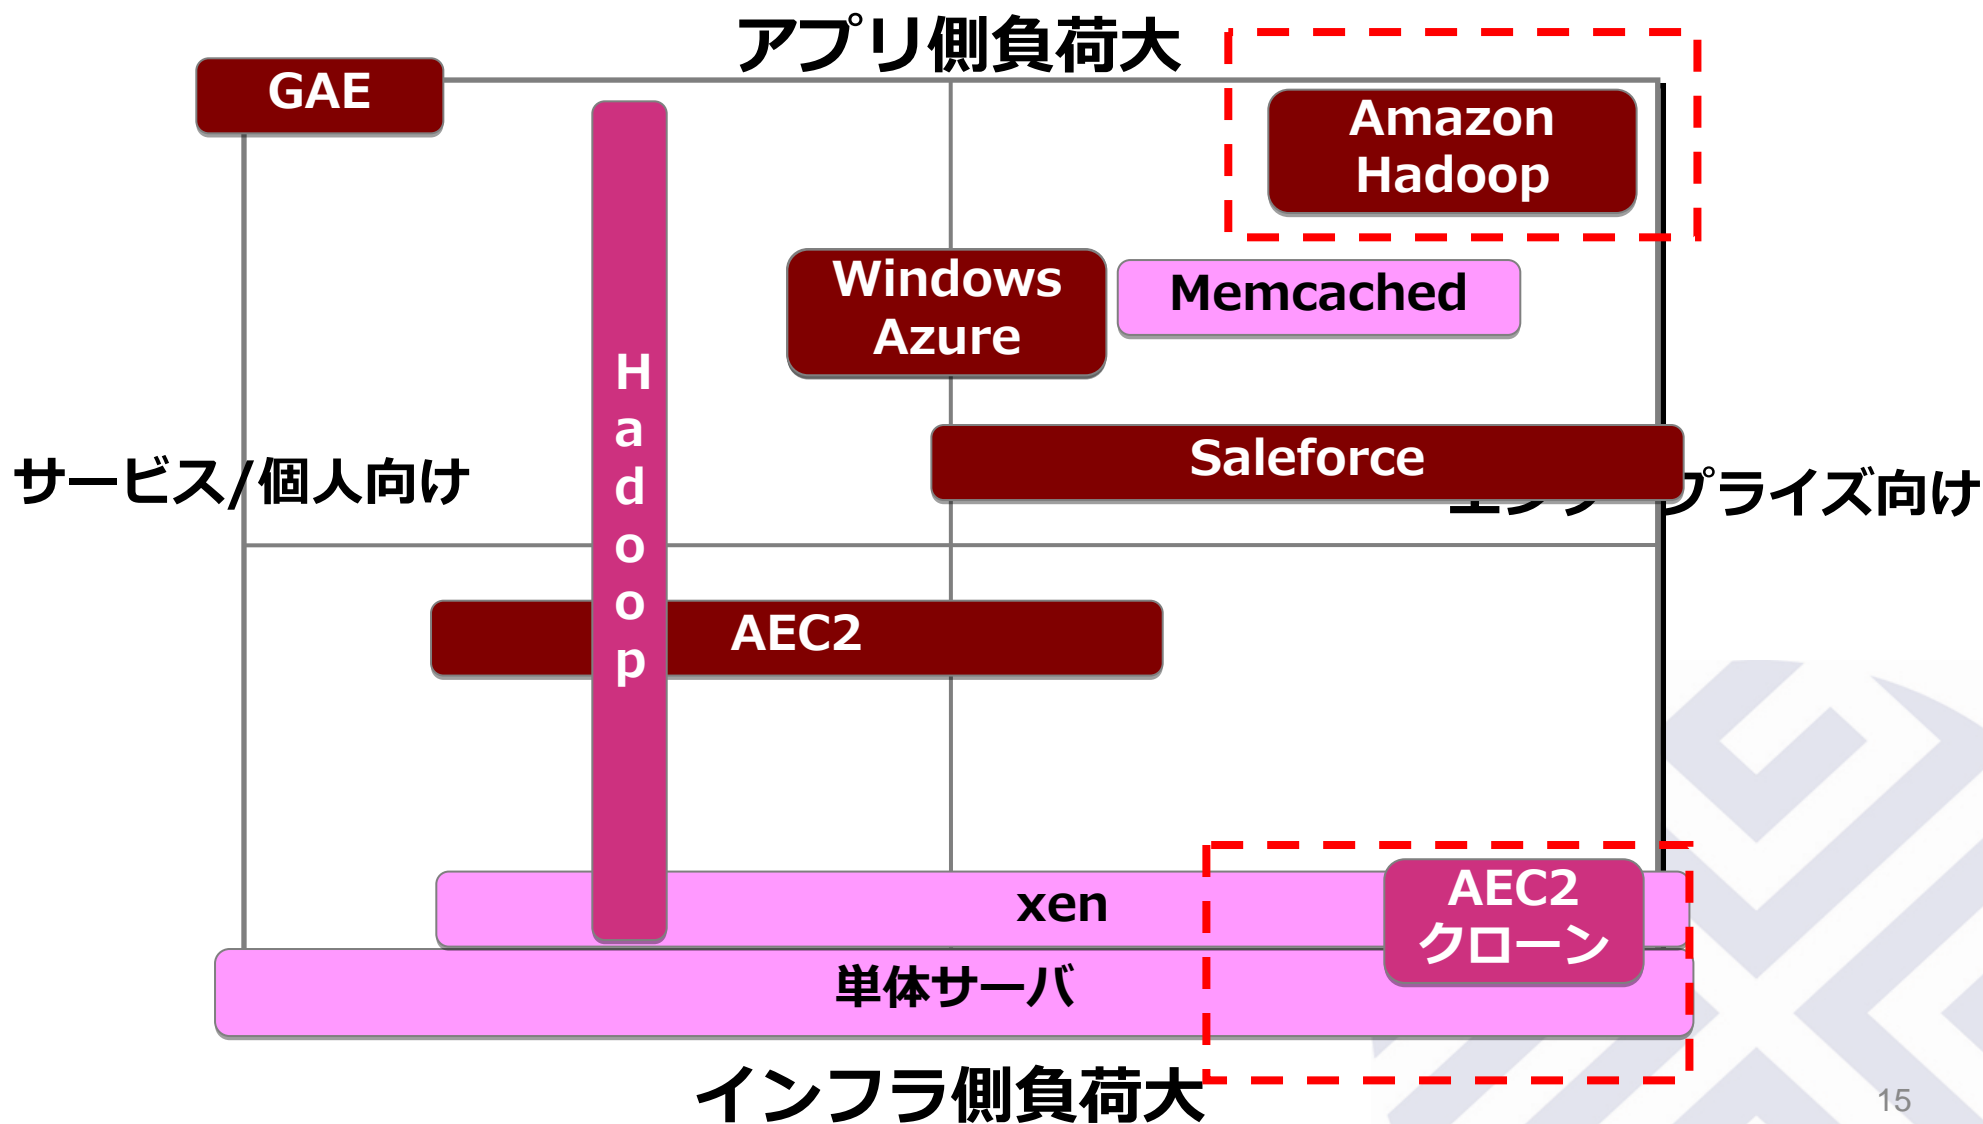 アプリ側負荷大
GAE
Amazon
Hadoop
Windows
Azure
Memcached
Hadoop
Saleforce
サービス/個人向け
プライズ向け
AEC2
xen
AEC2
クローン
単体サーバ
インフラ側負荷大
15